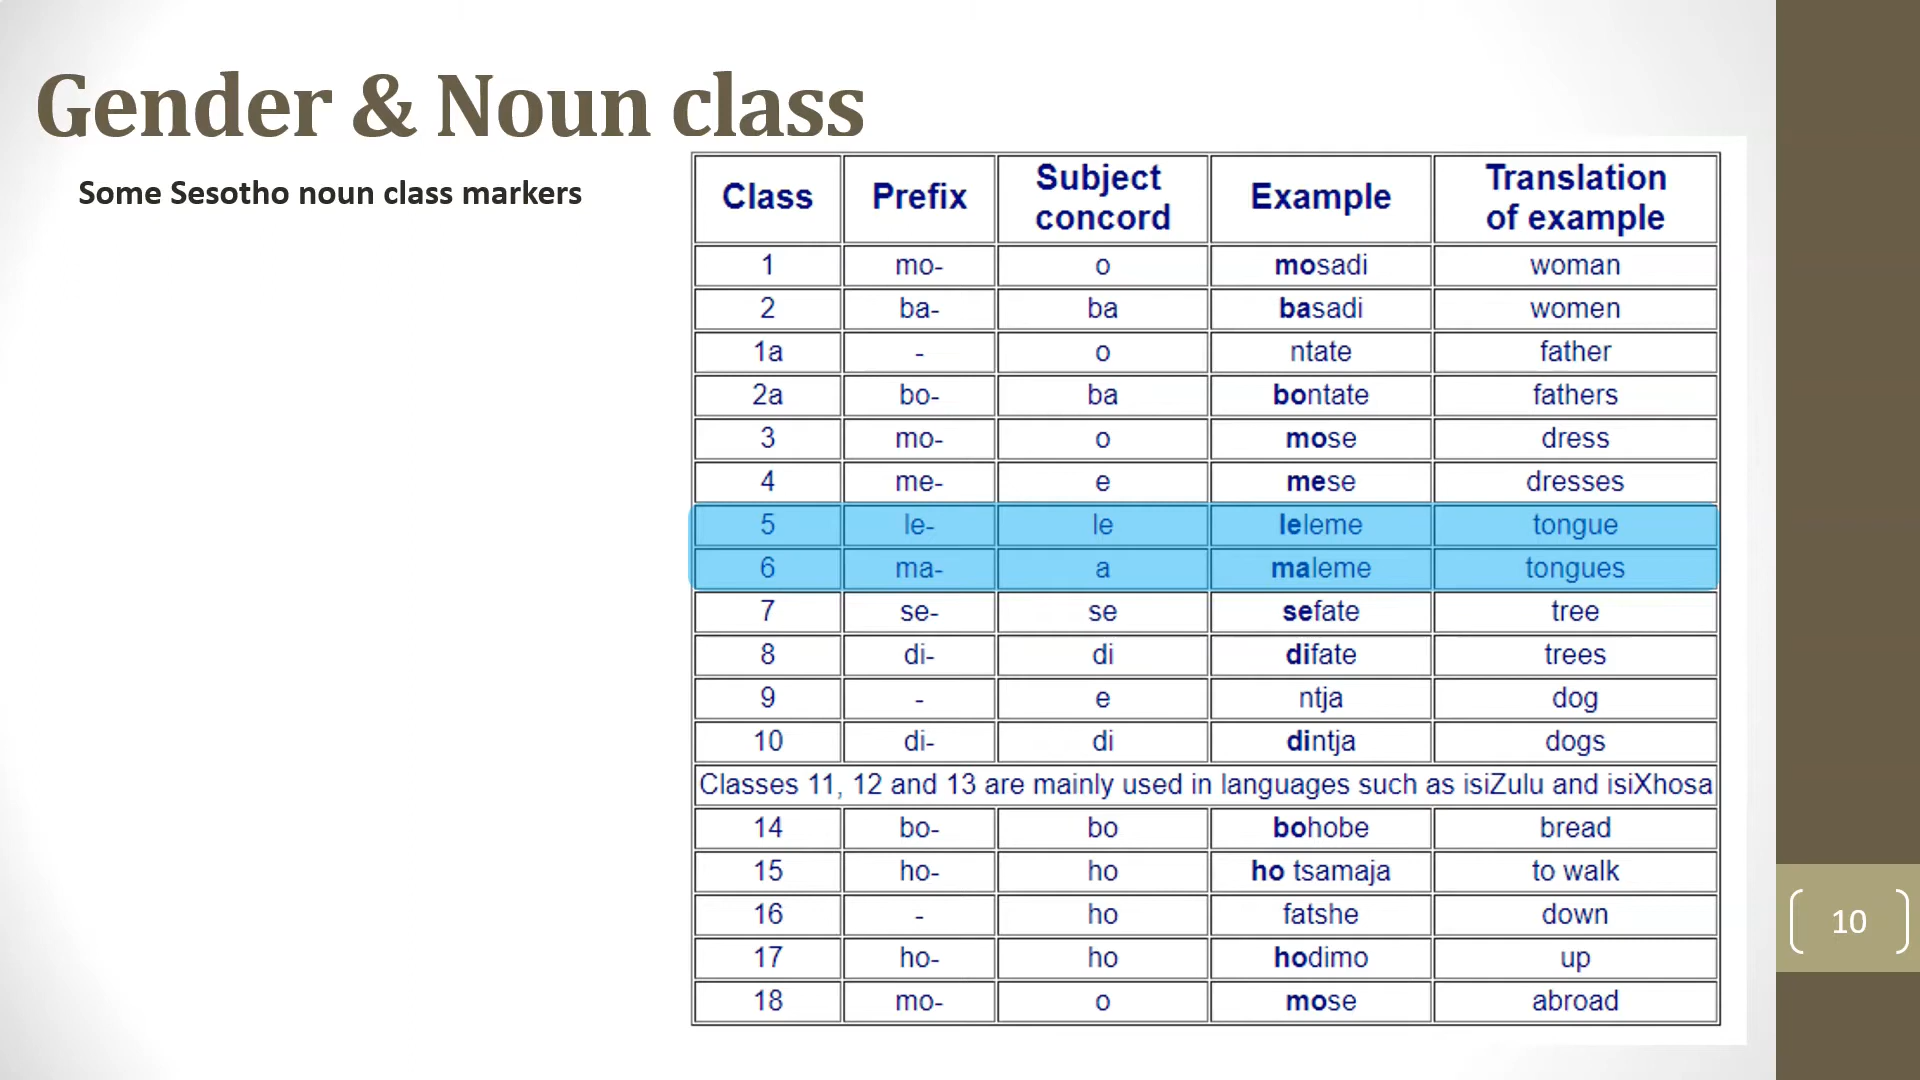 Gender & Noun class
Some Sesotho noun class markers
Class Prefix Subject concord Example Translation of example
1 mo- o mosadi woman
2 ba- ba basadi women
1a - o ntate father
2a bo- ba bontate fathers
3 mo- o mose dress
4 me- e mese dresses
5 le- le leleme tongue
6 ma- a maleme tongues
7 se- se sefate tree
8 di- di difate trees
9 - e ntja dog
10 di- di dintja dogs
Classes 11, 12 and 13 are mainly used in languages such as isiZulu and isiXhosa
14 bo- bo bohobe bread
15 ho- ho ho tsamaja to walk
16 - ho fatshe down
17 ho- ho hodimo up
18 mo- o mose abroad
10